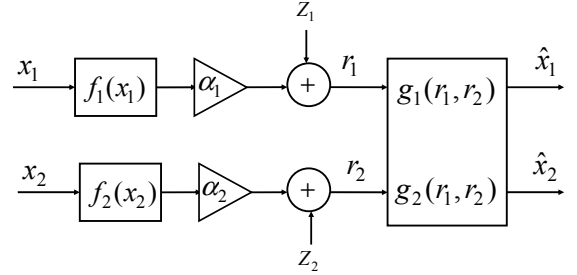 Z₁
x₁ f₁(x₁) α₁ + r₁ g₁(r₁,r₂) x̂₁
x₂ f₂(x₂) α₂ + r₂ g₂(r₁,r₂) x̂₂
Z₂